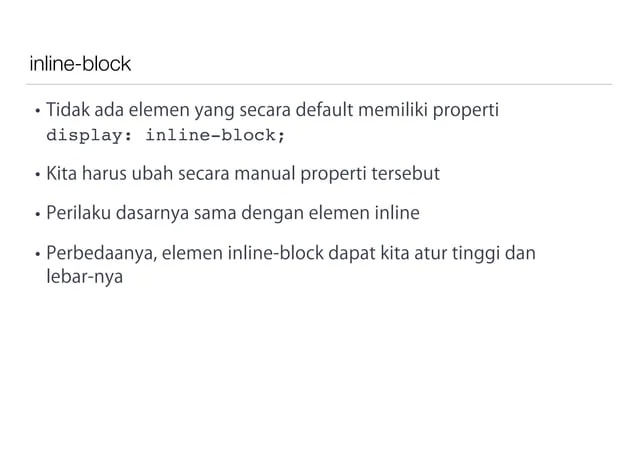 inline-block
• Tidak ada elemen yang secara default memiliki properti
display: inline-block;
• Kita harus ubah secara manual properti tersebut
• Perilaku dasarnya sama dengan elemen inline
• Perbedaanya, elemen inline-block dapat kita atur tinggi dan
lebar-nya